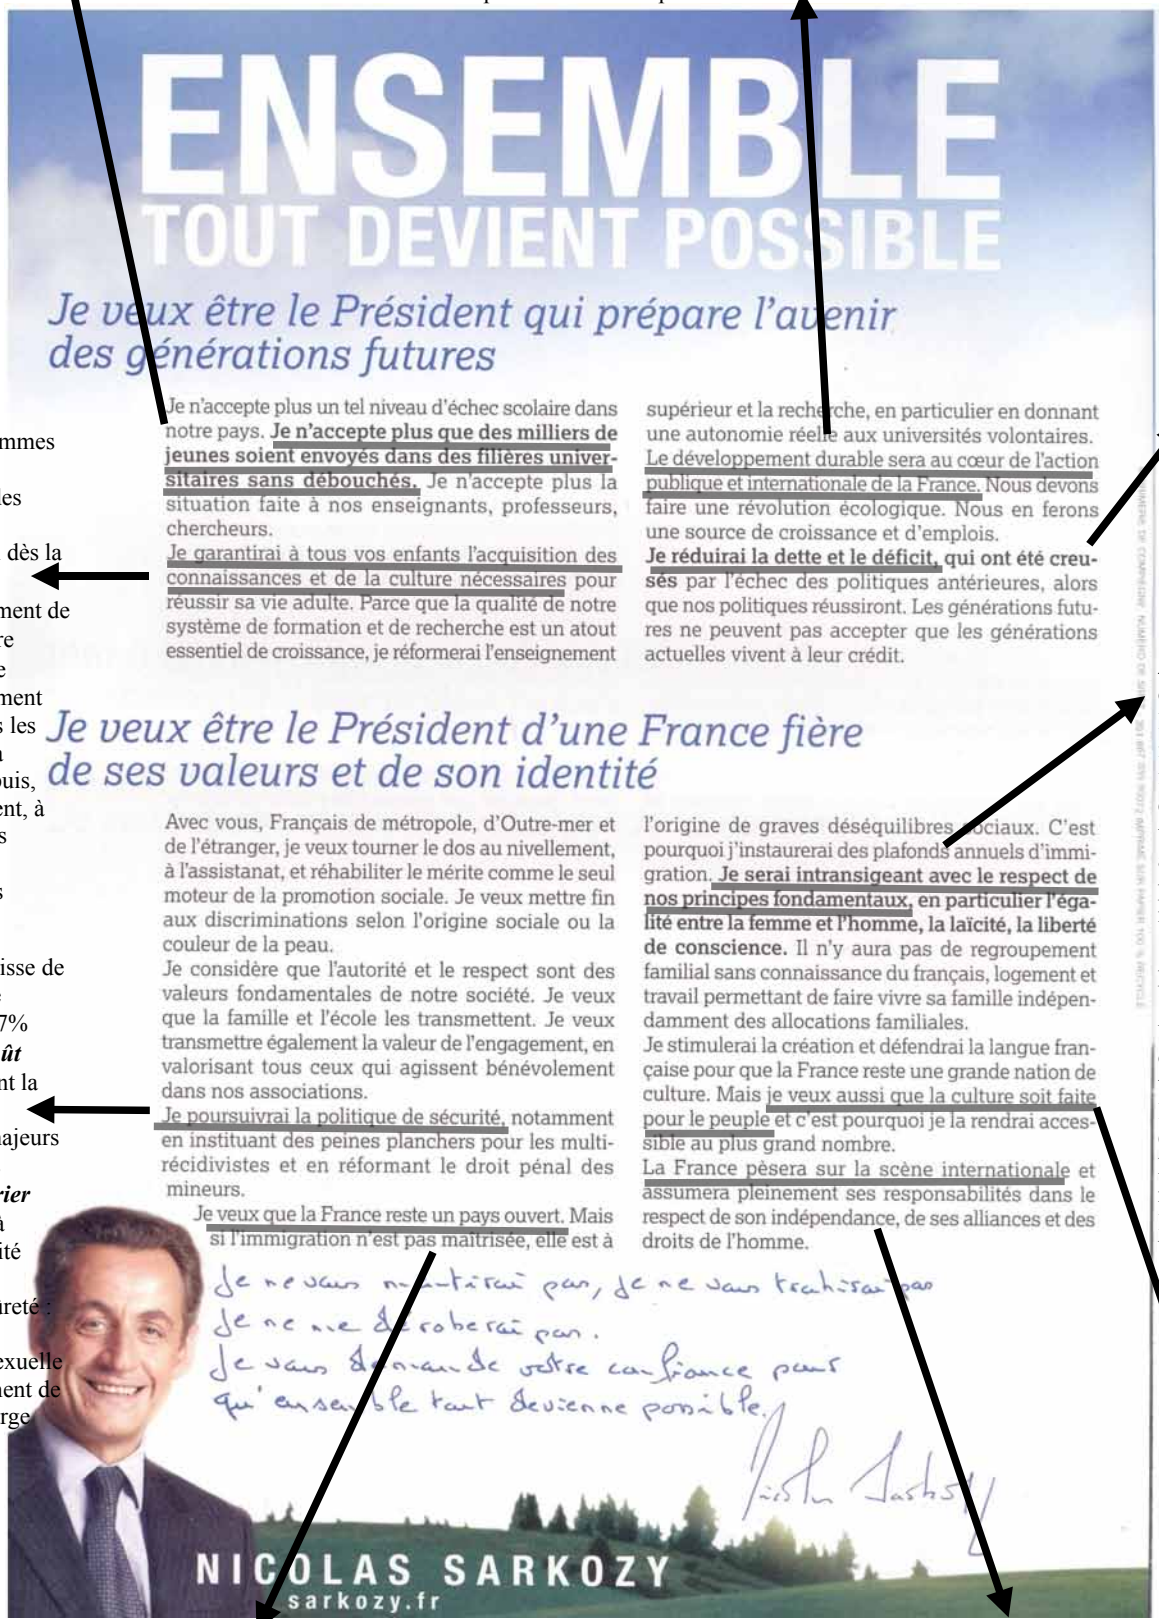 ENSEMBLE
TOUT DEVIENT POSSIBLE
Je veux être le Président qui prépare l'avenir
des générations futures
Je n'accepte plus un tel niveau d'échec scolaire dans
notre pays. Je n'accepte plus que des milliers de
jeunes soient envoyés dans des filières univer-
sitaires sans débouchés. Je n'accepte plus la
situation faite à nos enseignants, professeurs,
chercheurs.
Je garantirai à tous vos enfants l'acquisition des
connaissances et de la culture nécessaires pour
réussir sa vie adulte. Parce que la qualité de notre
système de formation et de recherche est un atout
essentiel de croissance, je réformerai l'enseignement
supérieur et la recherche, en particulier en donnant
une autonomie réelle aux universités volontaires.
Le développement durable sera au cœur de l'action
publique et internationale de la France. Nous devons
faire une révolution écologique. Nous en ferons
une source de croissance et d'emplois.
Je réduirai la dette et le déficit, qui ont été creu-
sés par l'échec des politiques antérieures, alors
que nos politiques réussiront. Les générations futu-
res ne peuvent pas accepter que les générations
actuelles vivent à leur crédit.
Je veux être le Président d'une France fière
de ses valeurs et de son identité
Avec vous, Français de métropole, d'Outre-mer et
de l'étranger, je veux tourner le dos au nivellement,
à l'assistanat, et réhabiliter le mérite comme le seul
moteur de la promotion sociale. Je veux mettre fin
aux discriminations selon l'origine sociale ou la
couleur de la peau.
Je considère que l'autorité et le respect sont des
valeurs fondamentales de notre société. Je veux
que la famille et l'école les transmettent. Je veux
transmettre également la valeur de l'engagement, en
valorisant tous ceux qui agissent bénévolement
dans nos associations.
Je poursuivrai la politique de sécurité, notamment
en instituant des peines planchers pour les multi-
récidivistes et en réformant le droit pénal des
mineurs.
Je veux que la France reste un pays ouvert. Mais
si l'immigration n'est pas maîtrisée, elle est à
l'origine de graves déséquilibres sociaux. C'est
pourquoi j'instaurerai des plafonds annuels d'immi-
gration. Je serai intransigeant avec le respect de
nos principes fondamentaux, en particulier l'éga-
lité entre la femme et l'homme, la laïcité, la liberté
de conscience. Il n'y aura pas de regroupement
familial sans connaissance du français, logement et
travail permettant de faire vivre sa famille indépen-
damment des allocations familiales.
Je stimulerai la création et défendrai la langue fran-
çaise pour que la France reste une grande nation de
culture. Mais je veux aussi que la culture soit faite
pour le peuple et c'est pourquoi je la rendrai acces-
sible au plus grand nombre.
La France pèsera sur la scène internationale et
assumera pleinement ses responsabilités dans le
respect de son indépendance, de ses alliances et des
droits de l'homme.
Je ne vous mentirai pas, je ne vous trahirai pas
Je ne me déroberai pas.
Je vous demande votre confiance pour
qu'ensemble tout devienne possible.
Nicolas Sarkozy
NICOLAS SARKOZY
sarkozy.fr
les
dès la
ment de
ment
les
puis,
à
isse de
7%
nt la
majeurs
exuelle